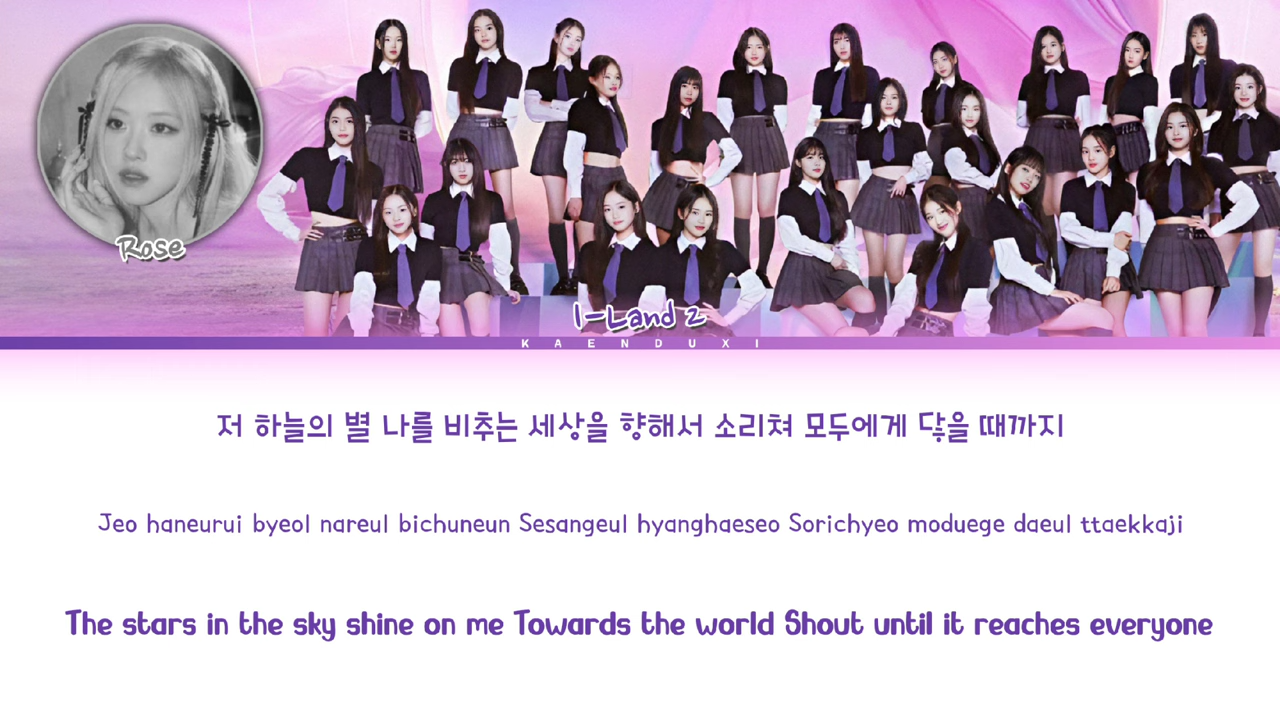 Rose
I-Land 2
KAENDUXI
저 하늘의 별 나를 비추는 세상을 향해서 소리쳐 모두에게 닿을 때까지
Jeo haneurui byeol nareul bichuneun Sesangeul hyanghaeseo Sorichyeo moduege daeul ttaekkaji
The stars in the sky shine on me Towards the world Shout until it reaches everyone